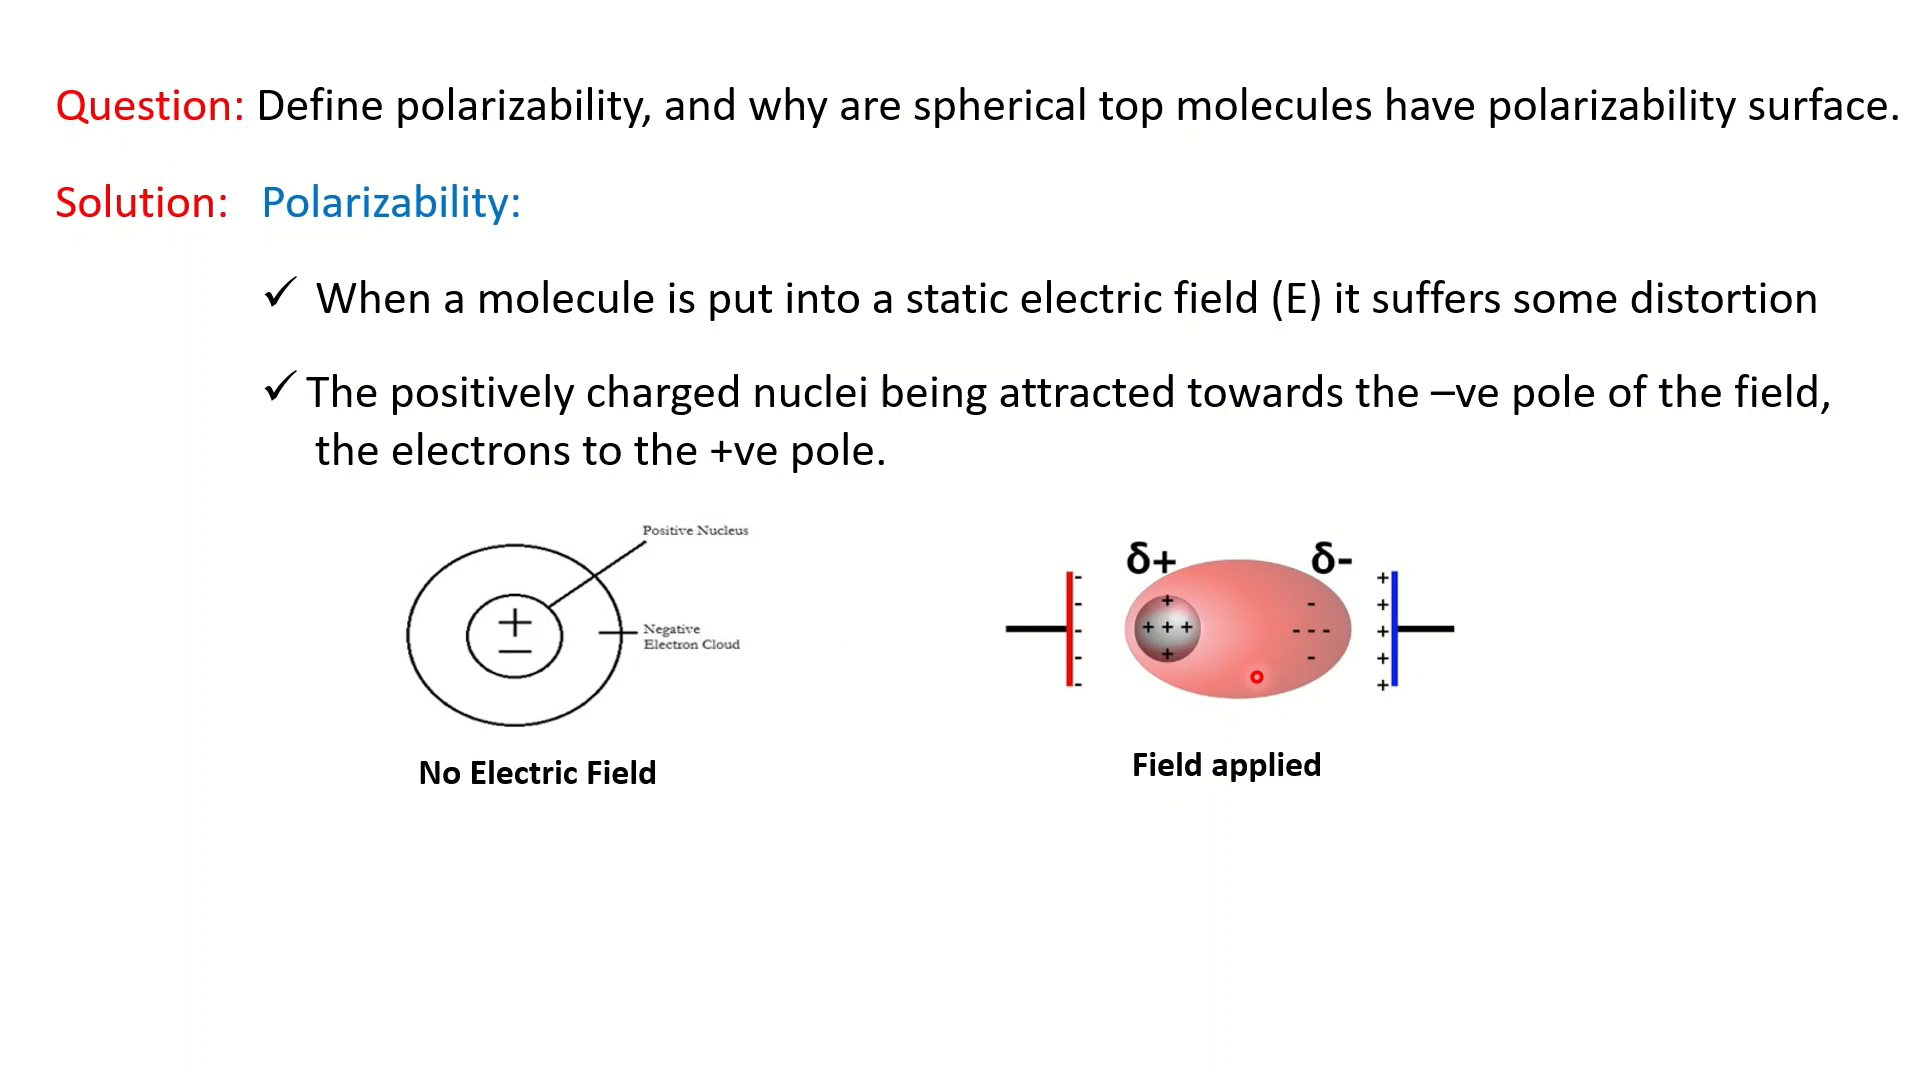 Question: Define polarizability, and why are spherical top molecules have polarizability surface.
Solution: Polarizability:
✓ When a molecule is put into a static electric field (E) it suffers some distortion
✓ The positively charged nuclei being attracted towards the –ve pole of the field,
the electrons to the +ve pole.
Positive Nucleus
+
–
Negative
Electron Cloud
No Electric Field
δ+ δ-
- + - +
- + + + - - - +
- + - +
- +
Field applied